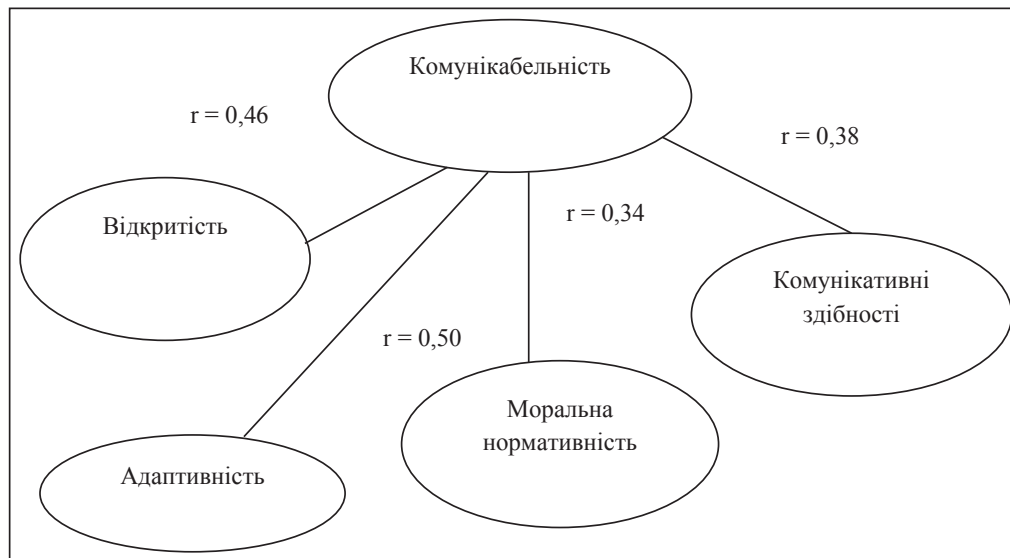 Комунікабельність
r = 0,46
r = 0,38
Відкритість
r = 0,34
Комунікативні
здібності
r = 0,50
Моральна
нормативність
Адаптивність